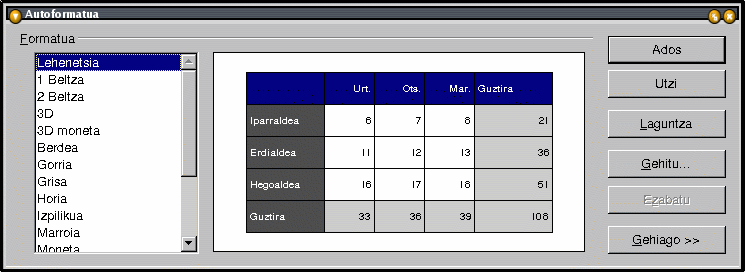 Autoformatua
Formatua
Lehenetsia
1 Beltza
2 Beltza
3D
3D moneta
Berdea
Gorria
Grisa
Horia
Izpilikua
Marroia
Moneta
Urt. Ots. Mar. Guztira
Iparraldea 6 7 8 21
Erdialdea 11 12 13 36
Hegoaldea 16 17 18 51
Guztira 33 36 39 108
Ados
Utzi
Laguntza
Gehitu...
Ezabatu
Gehiago >>